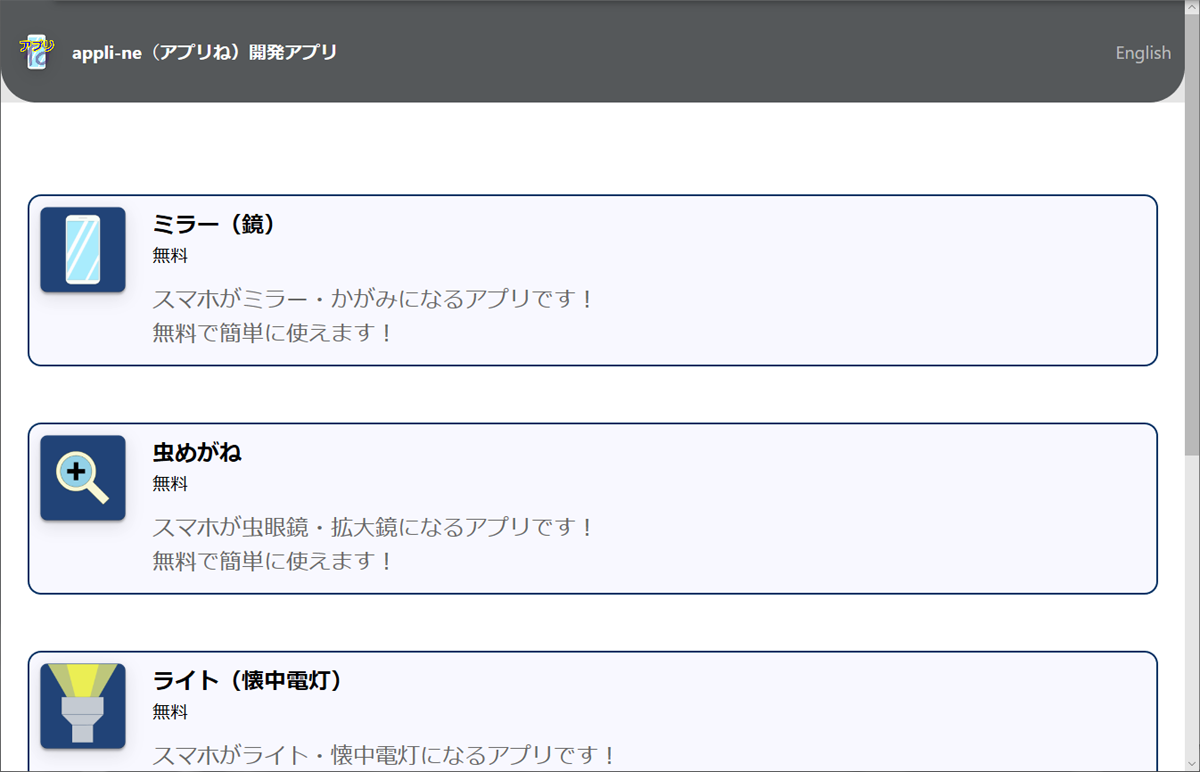 アプリ
appli-ne（アプリね）開発アプリ
English
ミラー（鏡）
無料
スマホがミラー・かがみになるアプリです！
無料で簡単に使えます！
虫めがね
無料
スマホが虫眼鏡・拡大鏡になるアプリです！
無料で簡単に使えます！
ライト（懐中電灯）
無料
スマホがライト・懐中電灯になるアプリです！